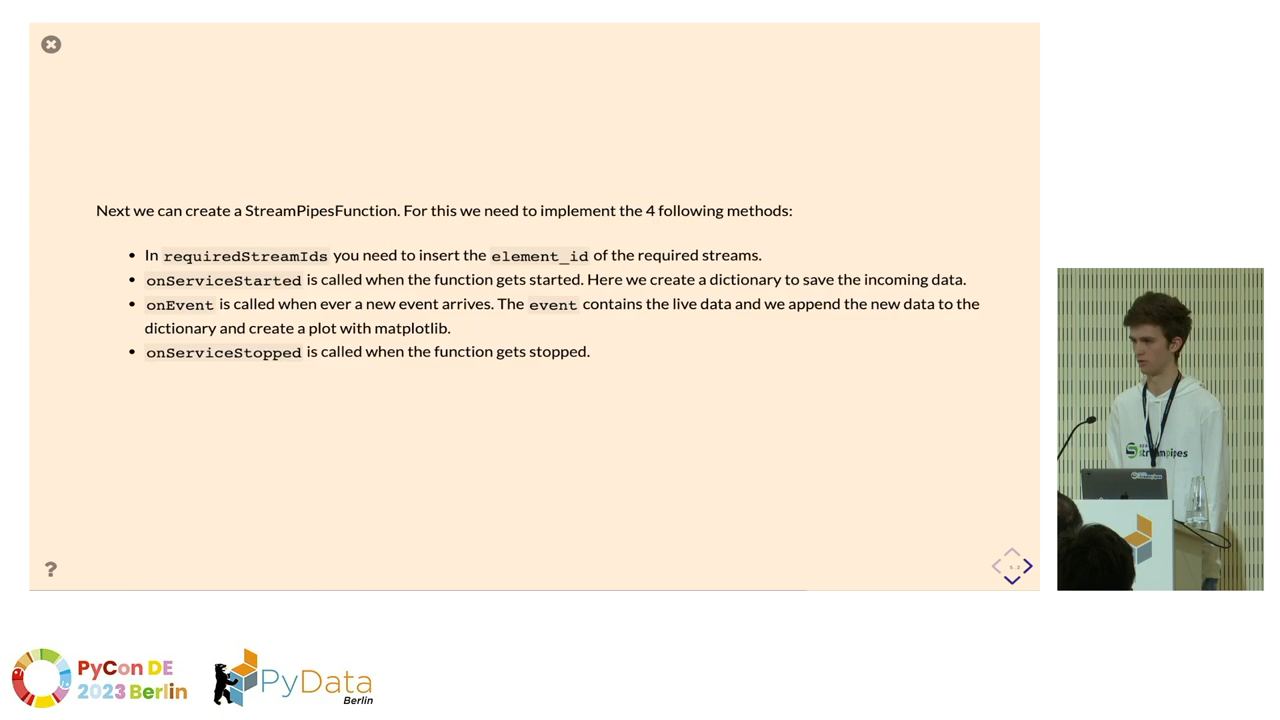 Next we can create a StreamPipesFunction. For this we need to implement the 4 following methods:
• In requiredStreamIds you need to insert the element_id of the required streams.
• onServiceStarted is called when the function gets started. Here we create a dictionary to save the incoming data.
• onEvent is called when ever a new event arrives. The event contains the live data and we append the new data to the
dictionary and create a plot with matplotlib.
• onServiceStopped is called when the function gets stopped.
?
streampipes
PyCon DE
2023 Berlin
PyData
Berlin